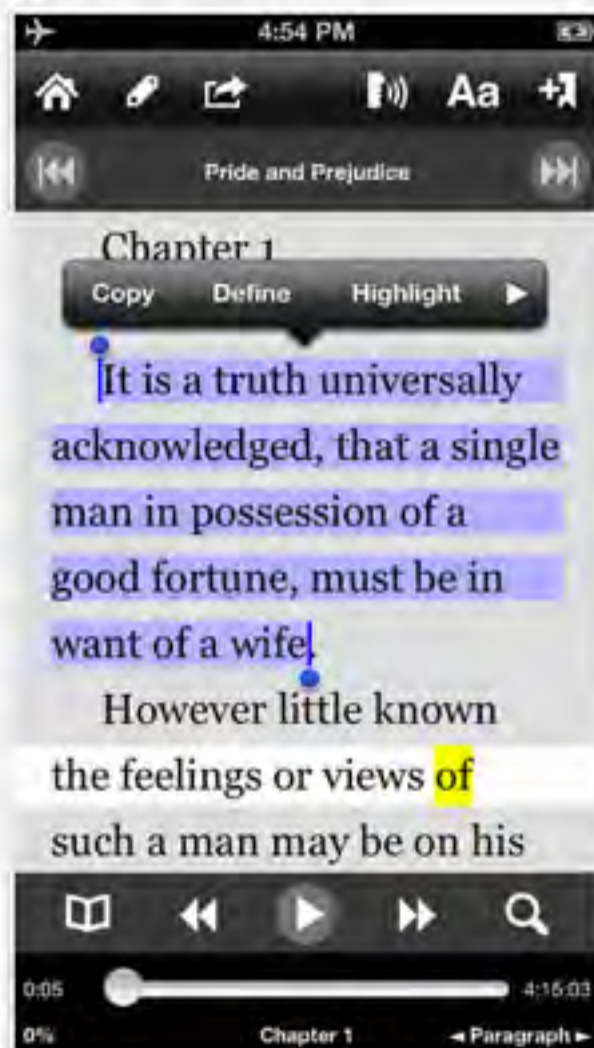 4:54 PM
Aa
Pride and Prejudice
Chapter 1
Copy Define Highlight
It is a truth universally
acknowledged, that a single
man in possession of a
good fortune, must be in
want of a wife.
However little known
the feelings or views of
such a man may be on his
0:05 4:15:03
0% Chapter 1 ◄ Paragraph ►